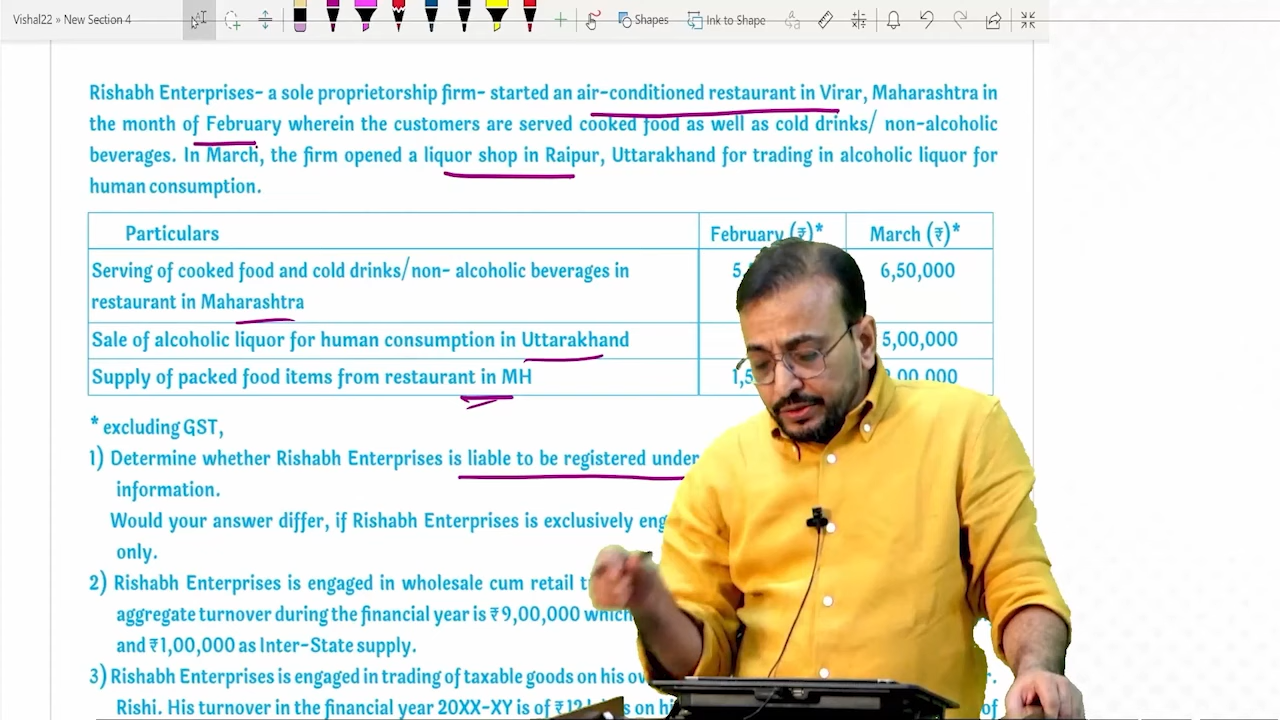 Vishal22 » New Section 4
Shapes
Ink to Shape
Rishabh Enterprises- a sole proprietorship firm- started an air-conditioned restaurant in Virar, Maharashtra in
the month of February wherein the customers are served cooked food as well as cold drinks/ non-alcoholic
beverages. In March, the firm opened a liquor shop in Raipur, Uttarakhand for trading in alcoholic liquor for
human consumption.
Particulars February (₹)* March (₹)*
Serving of cooked food and cold drinks/non- alcoholic beverages in 6,50,000
restaurant in Maharashtra
Sale of alcoholic liquor for human consumption in Uttarakhand 5,00,000
Supply of packed food items from restaurant in MH
* excluding GST,
1) Determine whether Rishabh Enterprises is liable to be registered under
information.
Would your answer differ, if Rishabh Enterprises is exclusively
only.
2) Rishabh Enterprises is engaged in wholesale cum retail
aggregate turnover during the financial year is ₹9,00,000 which
and ₹1,00,000 as Inter-State supply.
3) Rishabh Enterprises is engaged in trading of taxable goods on his
Rishi. His turnover in the financial year 20XX-XY is of of